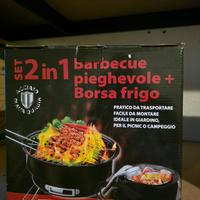 SET 2 in 1
barbecue
pieghevole +
Borsa frigo
PRATICO DA TRASPORTARE
FACILE DA MONTARE
IDEALE IN GIARDINO,
PER IL PICNIC O CAMPEGGIO